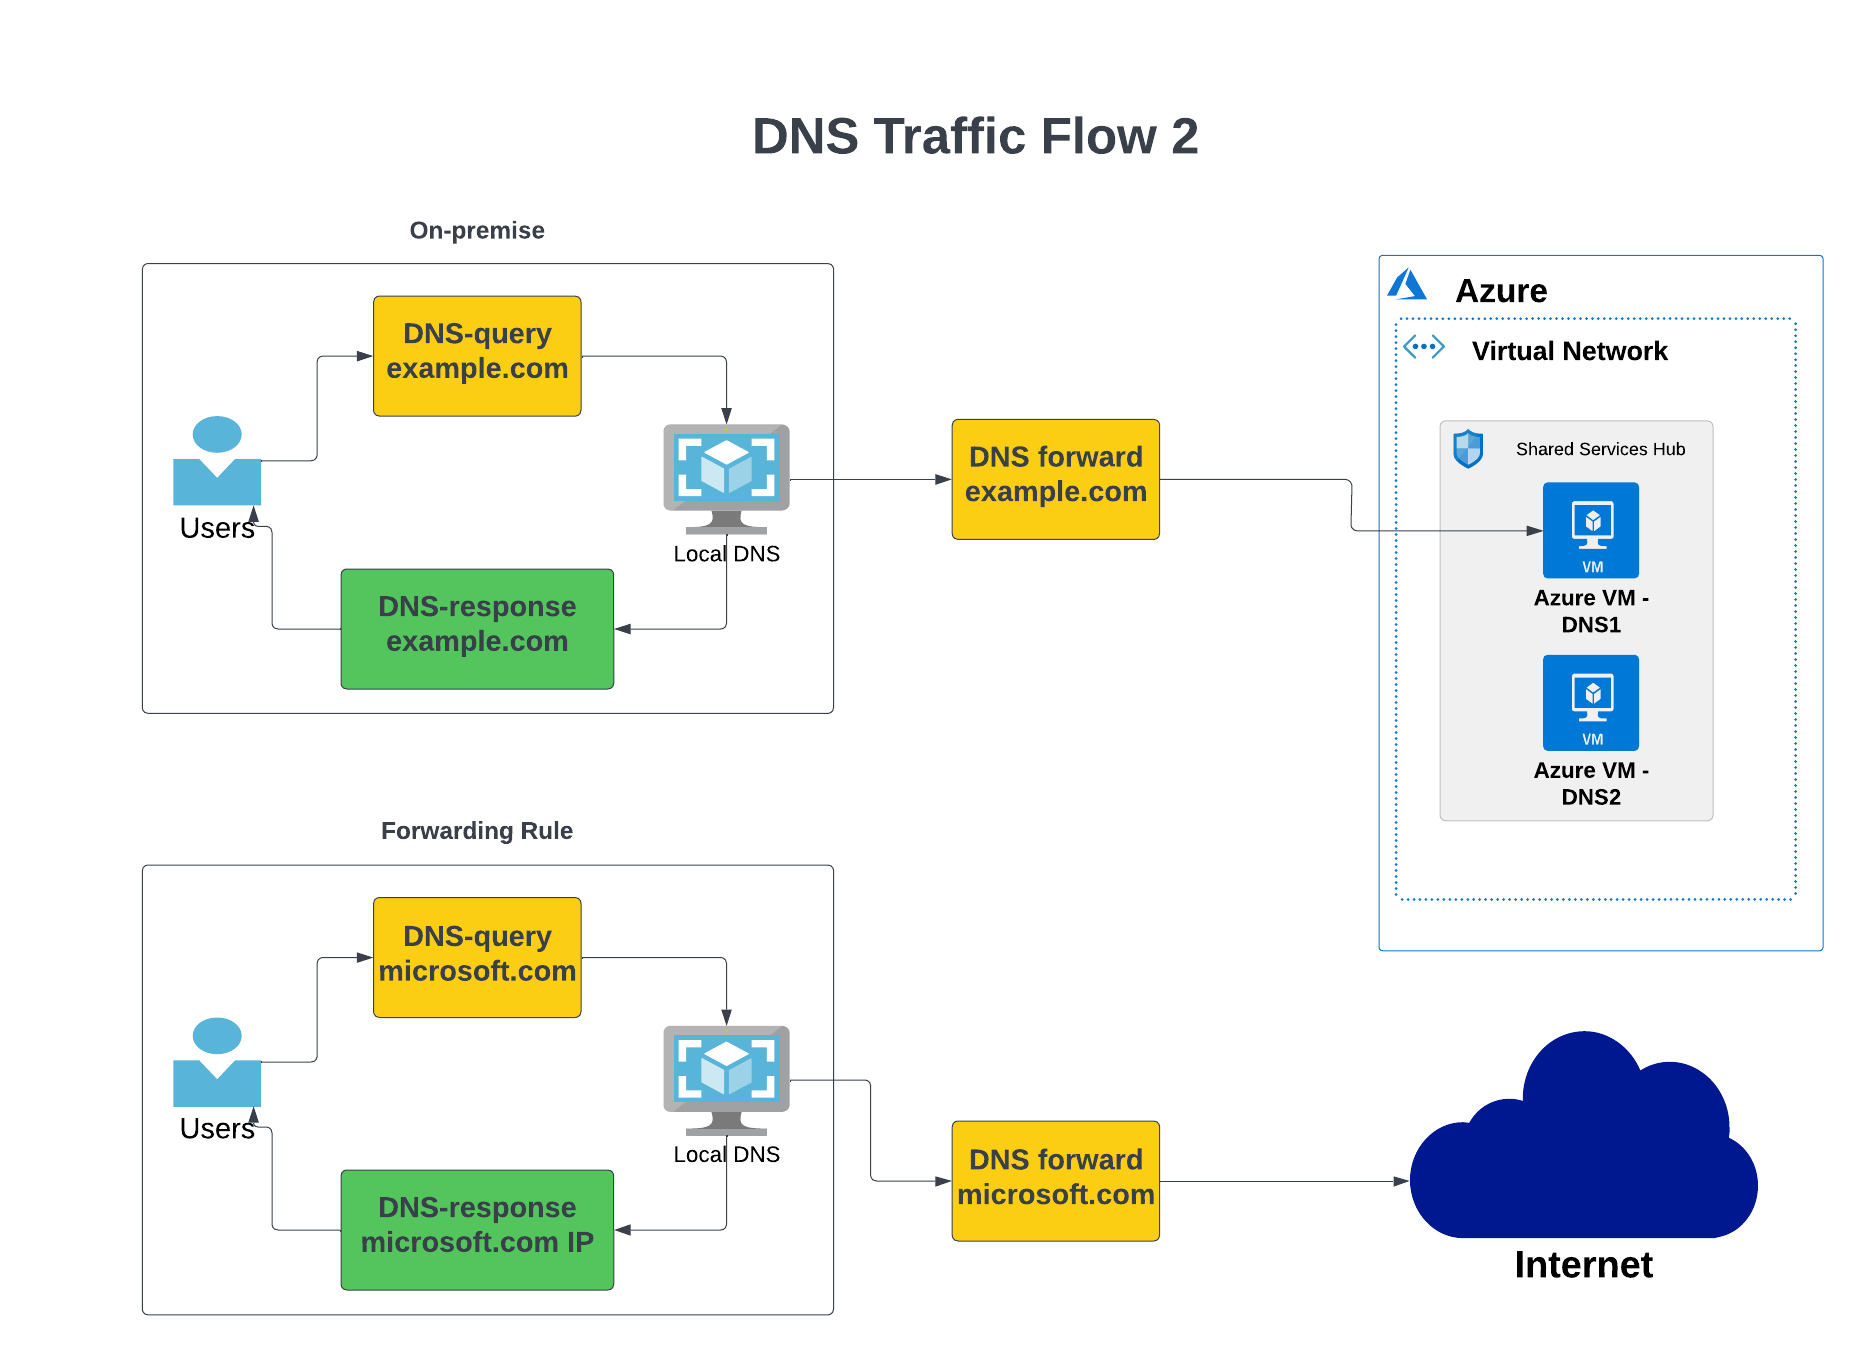 DNS Traffic Flow 2
On-premise
DNS-query
example.com
Users
Local DNS
DNS-response
example.com
DNS forward
example.com
Azure
Virtual Network
Shared Services Hub
VM
Azure VM -
DNS1
VM
Azure VM -
DNS2
Forwarding Rule
DNS-query
microsoft.com
Users
Local DNS
DNS-response
microsoft.com IP
DNS forward
microsoft.com
Internet